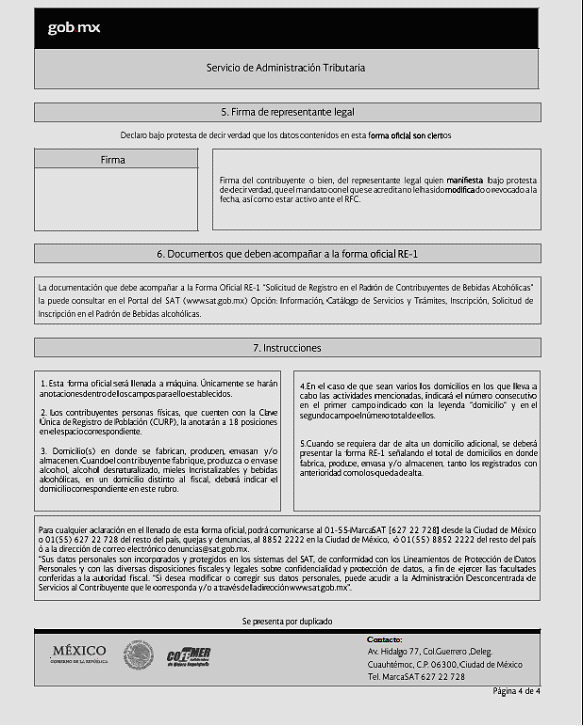 gob mx
Servicio de Administración Tributaria
5. Firma de representante legal
Declaro bajo protesta de decir verdad que los datos contenidos en esta forma oficial son ciertos
Firma
Firma del contribuyente o bien, del representante legal quien manifiesta bajo protesta
de decir verdad, que el mandato con el que se acredita no le ha sido modificado o revocado a la
fecha, así como estar activo ante el RFC.
6. Documentos que deben acompañar a la forma oficial RE-1
La documentación que debe acompañar a la Forma Oficial RE-1 "Solicitud de Registro en el Padrón de Contribuyentes de Bebidas Alcohólicas"
la puede consultar en el Portal del SAT (www.sat.gob.mx) Opción: Información, Catálogo de Servicios y Trámites, Inscripción, Solicitud de
Inscripción en el Padrón de Bebidas alcohólicas.
7. Instrucciones
1. Esta forma oficial será llenada a máquina. Únicamente se harán
anotaciones dentro de los campos para ello establecidos.
2. Los contribuyentes personas físicas, que cuenten con la Clave
Única de Registro de Población (CURP), la anotarán a 18 posiciones
en el espacio correspondiente.
3. Domicilio(s) en donde se fabrican, producen, envasan y/o
almacenen. Cuando el contribuyente fabrique, produzca o envase
alcohol, alcohol desnaturalizado, mieles Incristalizables y bebidas
alcohólicas, en un domicilio distinto al fiscal, deberá indicar el
domicilio correspondiente en este rubro.
4.En el caso de que sean varios los domicilios en los que lleva a
cabo las actividades mencionadas, indicará el número consecutivo
en el primer campo indicado con la leyenda "domicilio" y en el
segundo campo el número total de ellos.
5.Cuando se requiera dar de alta un domicilio adicional, se deberá
presentar la forma RE-1 señalando el total de domicilios en donde
fabrica, produce, envasa y/o almacenen, tanto los registrados con
anterioridad como los que da de alta.
Para cualquier aclaración en el llenado de esta forma oficial, podrá comunicarse al 01-55-MarcaSAT [627 22 728] desde la Ciudad de México
o 01(55) 627 22 728 del resto del país, quejas y denuncias, al 8852 2222 en la Ciudad de México, ó 01(55) 8852 2222 del resto del país
ó a la dirección de correo electrónico denuncias@sat.gob.mx.
"Sus datos personales son incorporados y protegidos en los sistemas del SAT, de conformidad con los Lineamientos de Protección de Datos
Personales y con las diversas disposiciones fiscales y legales sobre confidencialidad y protección de datos, a fin de ejercer las facultades
conferidas a la autoridad fiscal. "Si desea modificar o corregir sus datos personales, puede acudir a la Administración Desconcentrada de
Servicios al Contribuyente que le corresponda y/o a través de la dirección www.sat.gob.mx".
Se presenta por duplicado
MÉXICO
GOBIERNO DE LA REPÚBLICA
COFEMER
Contacto:
Av. Hidalgo 77, Col.Guerrero ,Deleg.
Cuauhtémoc, C.P. 06300, Ciudad de México
Tel. MarcaSAT 627 22 728
Página 4 de 4